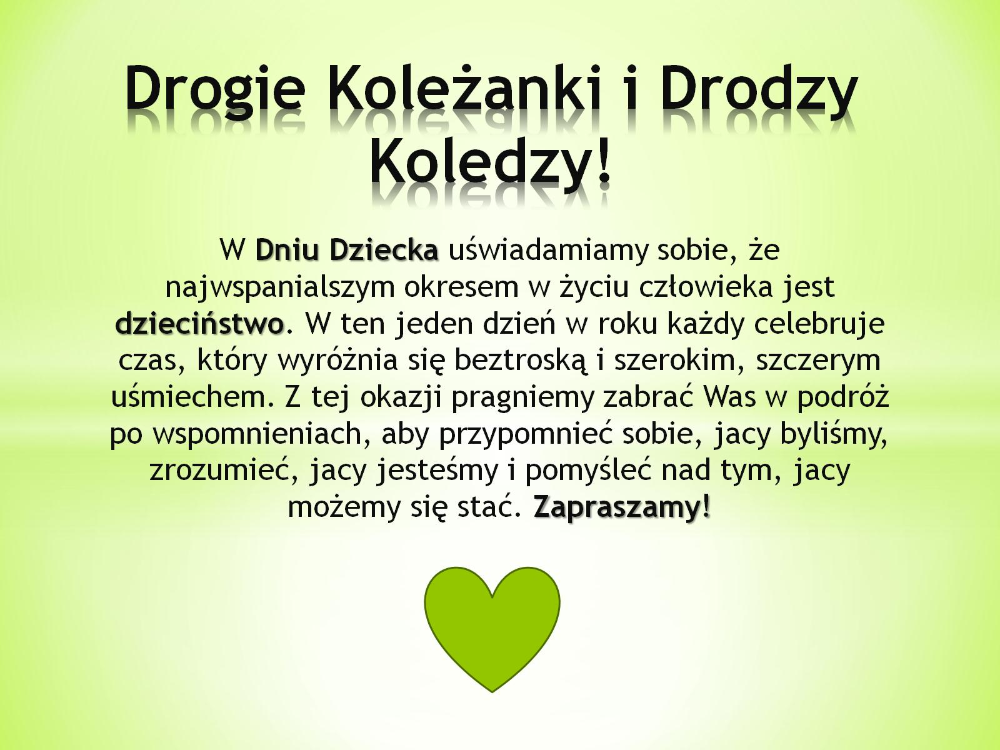 Drogie Koleżanki i Drodzy
Koledzy!
W Dniu Dziecka uświadamiamy sobie, że
najwspanialszym okresem w życiu człowieka jest
dzieciństwo. W ten jeden dzień w roku każdy celebruje
czas, który wyróżnia się beztroską i szerokim, szczerym
uśmiechem. Z tej okazji pragniemy zabrać Was w podróż
po wspomnieniach, aby przypomnieć sobie, jacy byliśmy,
zrozumieć, jacy jesteśmy i pomyśleć nad tym, jacy
możemy się stać. Zapraszamy!